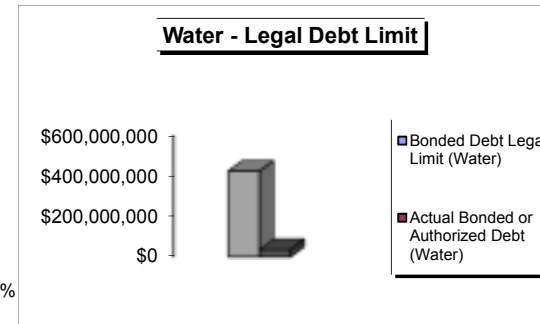 Water - Legal Debt Limit
$600,000,000
$400,000,000
$200,000,000
$0
Bonded Debt Lega
Limit (Water)
Actual Bonded or
Authorized Debt
(Water)
%